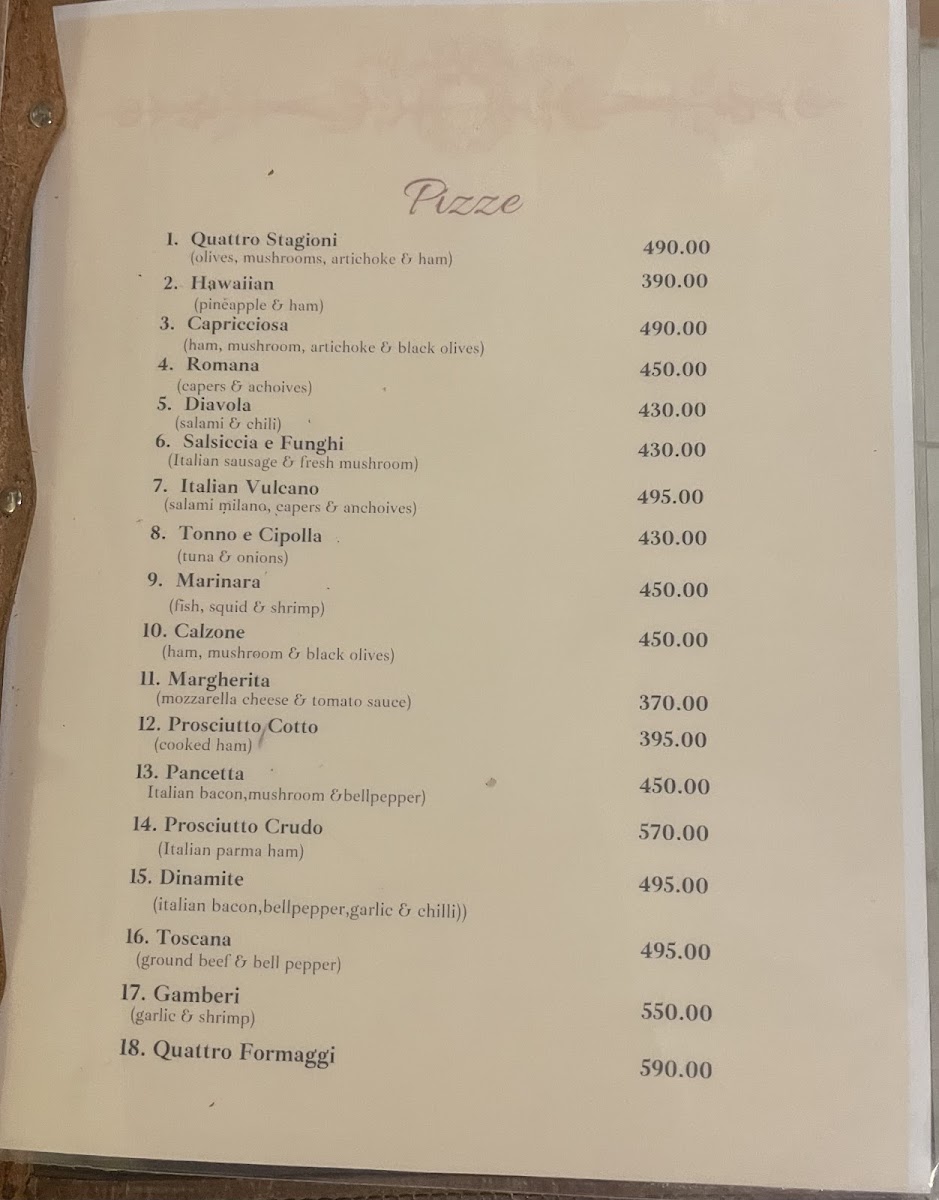 Pizze
1. Quattro Stagioni 490.00
(olives, mushrooms, artichoke & ham)
2. Hawaiian 390.00
(pineapple & ham)
3. Capricciosa 490.00
(ham, mushroom, artichoke & black olives)
4. Romana 450.00
(capers & achoives)
5. Diavola 430.00
(salami & chili)
6. Salsiccia e Funghi 430.00
(Italian sausage & fresh mushroom)
7. Italian Vulcano 495.00
(salami milano, capers & anchoives)
8. Tonno e Cipolla 430.00
(tuna & onions)
9. Marinara 450.00
(fish, squid & shrimp)
10. Calzone 450.00
(ham, mushroom & black olives)
11. Margherita 370.00
(mozzarella cheese & tomato sauce)
12. Prosciutto Cotto 395.00
(cooked ham)
13. Pancetta 450.00
Italian bacon,mushroom &bellpepper)
14. Prosciutto Crudo 570.00
(Italian parma ham)
15. Dinamite 495.00
(italian bacon,bellpepper,garlic & chilli))
16. Toscana 495.00
(ground beef & bell pepper)
17. Gamberi 550.00
(garlic & shrimp)
18. Quattro Formaggi 590.00